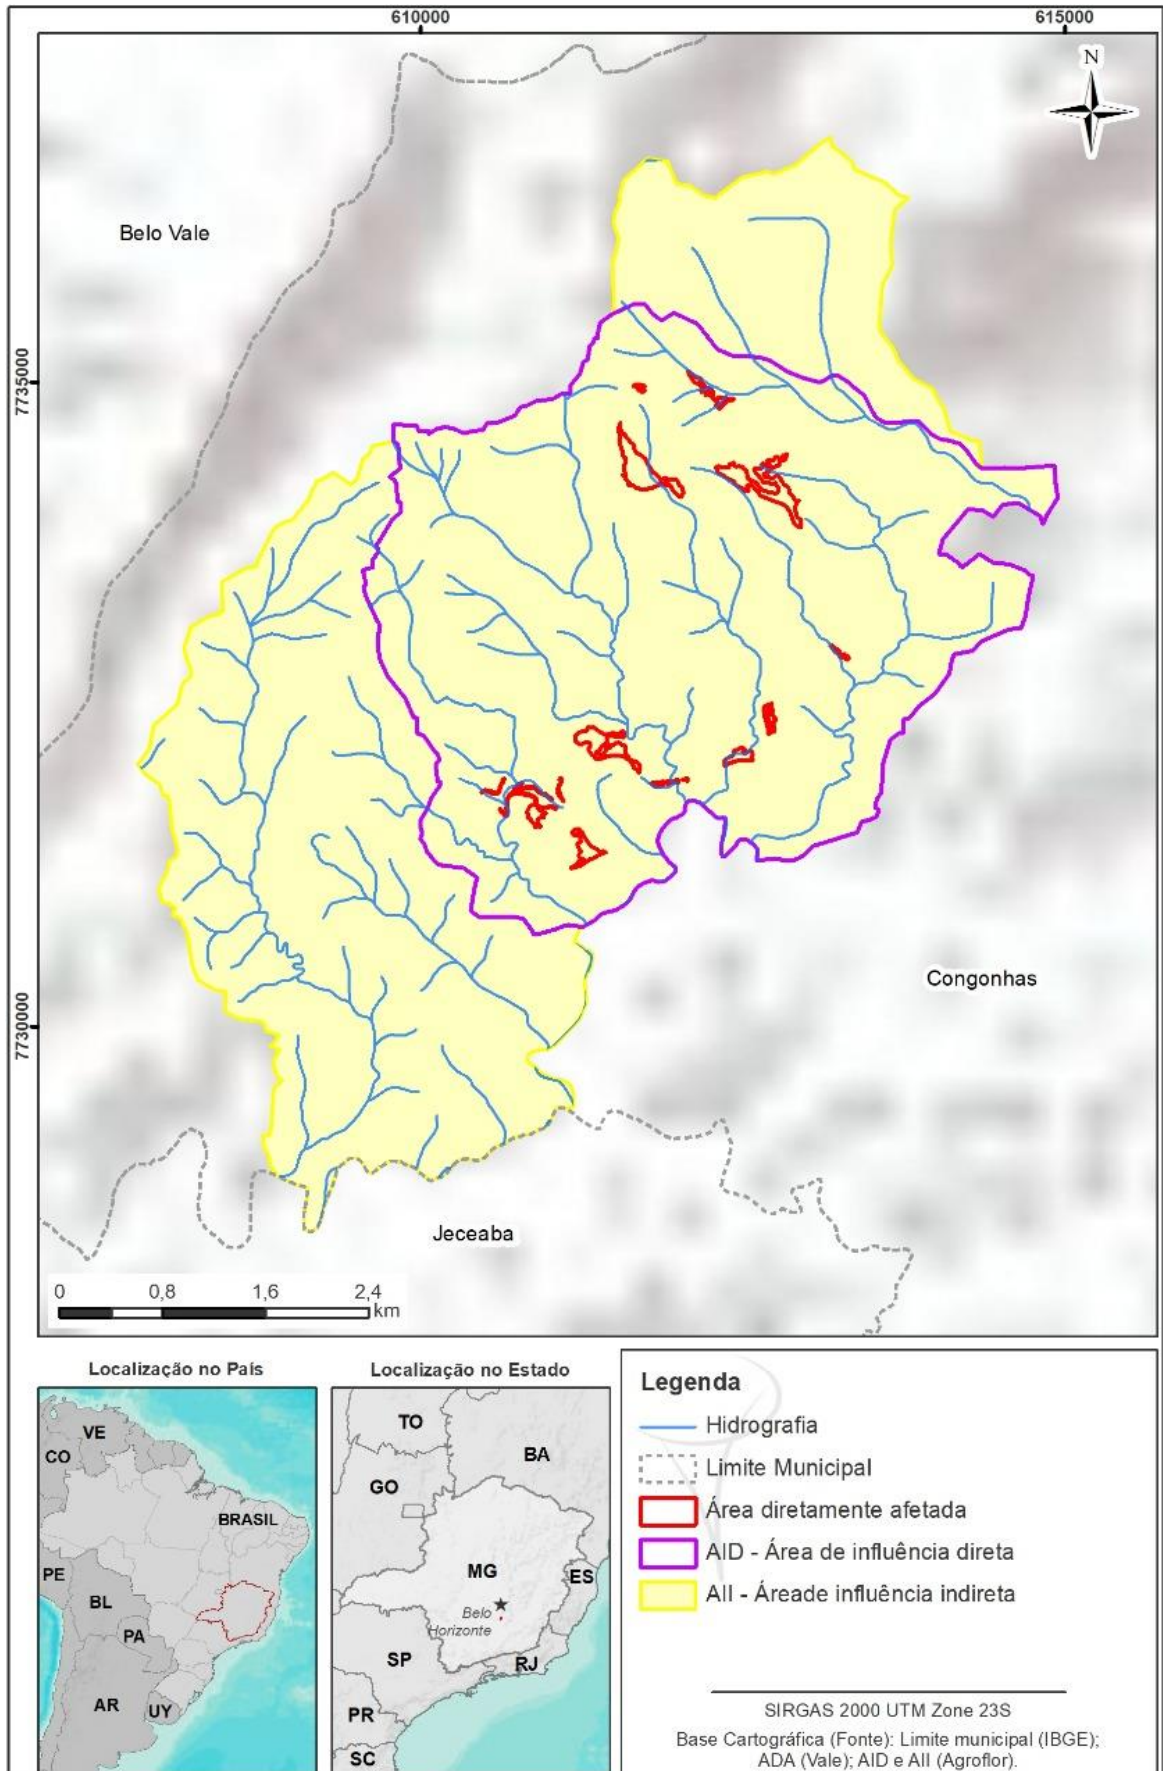 610000
615000
N
Belo Vale
7735000
Congonhas
7730000
Jeceaba
0 0,8 1,6 2,4
km
Localização no País
VE
CO
BRASIL
PE
BL
PA
AR
UY
Localização no Estado
TO
BA
GO
MG
ES
Belo
Horizonte
SP
RJ
PR
SC
Legenda
Hidrografia
Limite Municipal
Área diretamente afetada
AID - Área de influência direta
AII - Áreade influência indireta
SIRGAS 2000 UTM Zone 23S
Base Cartográfica (Fonte): Limite municipal (IBGE);
ADA (Vale); AID e AII (Agroflor).